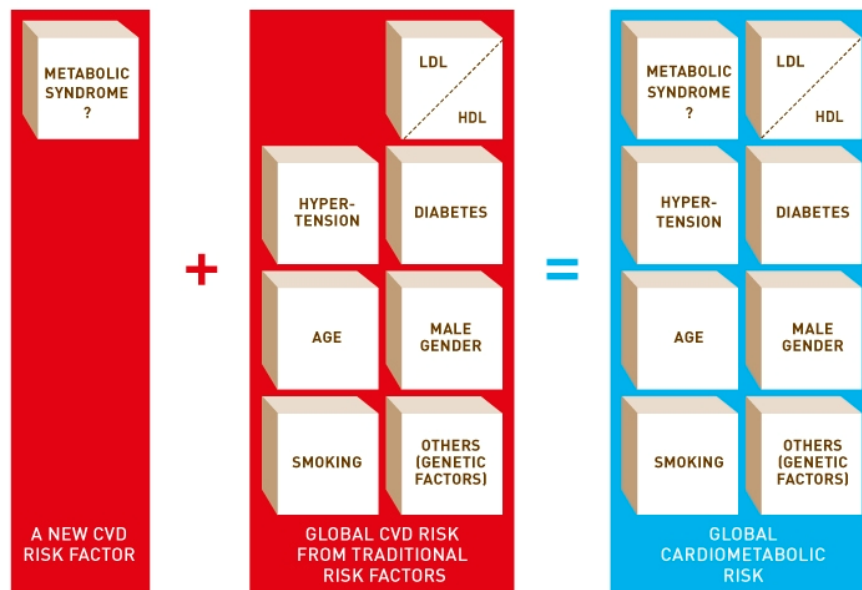 METABOLIC
SYNDROME
?
A NEW CVD
RISK FACTOR
+
LDL
HDL
HYPER-
TENSION
DIABETES
AGE
MALE
GENDER
SMOKING
OTHERS
(GENETIC
FACTORS)
GLOBAL CVD RISK
FROM TRADITIONAL
RISK FACTORS
=
METABOLIC
SYNDROME
?
LDL
HDL
HYPER-
TENSION
DIABETES
AGE
MALE
GENDER
SMOKING
OTHERS
(GENETIC
FACTORS)
GLOBAL
CARDIOMETABOLIC
RISK